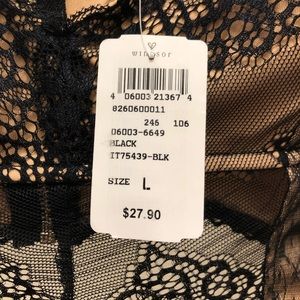 windsor
4 06003 21367 4
8260600011
246 106
06003-6649
BLACK
IT75439-BLK
SIZE L
$27.90